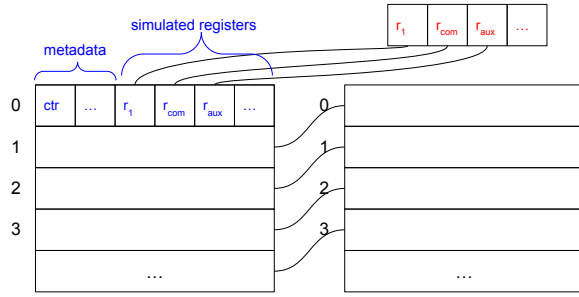 simulated registers
r1 rcom raux …
metadata
0 ctr … r1 rcom raux … 0
1 1
2 2
3 3
… …